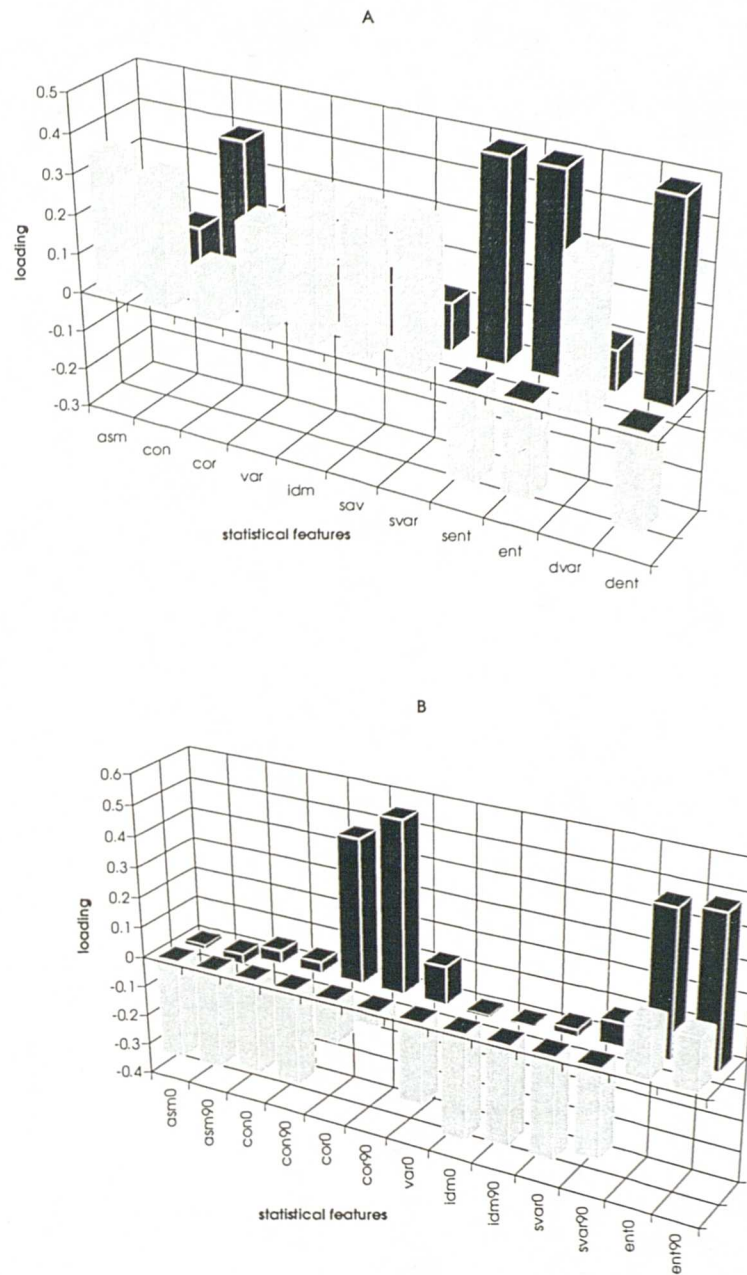 A
0.5
0.4
0.3
0.2
0.1
0
-0.1
-0.2
-0.3
loading
asm
con
cor
var
idm
sav
svar
sent
ent
dvar
dent
statistical features
B
0.6
0.5
0.4
0.3
0.2
0.1
0
-0.1
-0.2
-0.3
-0.4
loading
asm0
asm90
con0
con90
cor0
cor90
var0
idm0
idm90
svar0
svar90
ent0
ent90
statistical features